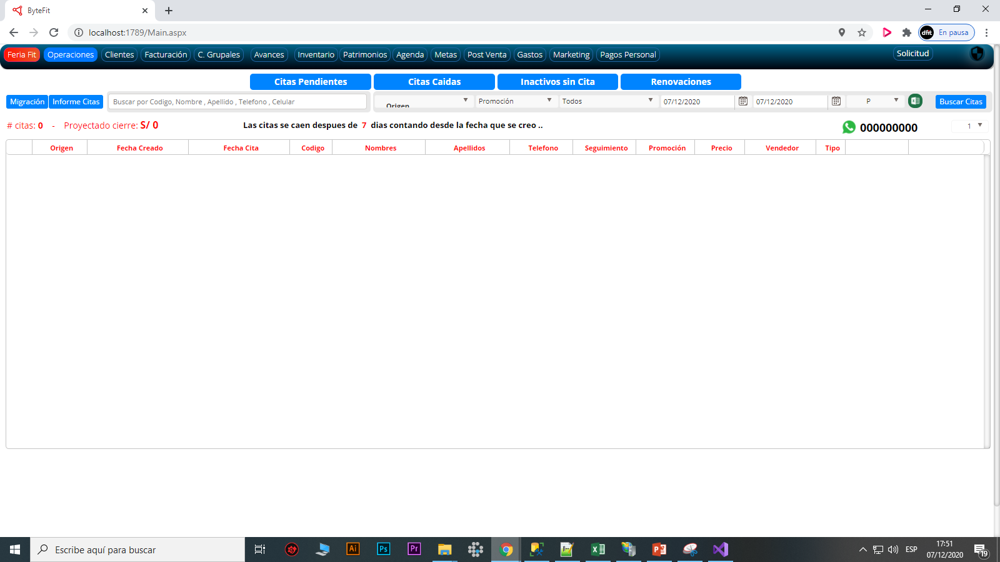 ByteFit
localhost:1789/Main.aspx
dfit En pausa
Feria Fit Operaciones Clientes Facturación C. Grupales Avances Inventario Patrimonios Agenda Metas Post Venta Gastos Marketing Pagos Personal Solicitud
Citas Pendientes Citas Caidas Inactivos sin Cita Renovaciones
Migración Informe Citas Buscar por Codigo, Nombre , Apellido , Telefono , Celular Origen Promoción Todos 07/12/2020 07/12/2020 P Buscar Citas
# citas: 0 - Proyectado cierre: S/ 0 Las citas se caen despues de 7 dias contando desde la fecha que se creo .. 000000000 1
Origen Fecha Creado Fecha Cita Codigo Nombres Apellidos Telefono Seguimiento Promoción Precio Vendedor Tipo
Escribe aquí para buscar
Ai Ps Pr
ESP
17:51
07/12/2020
19